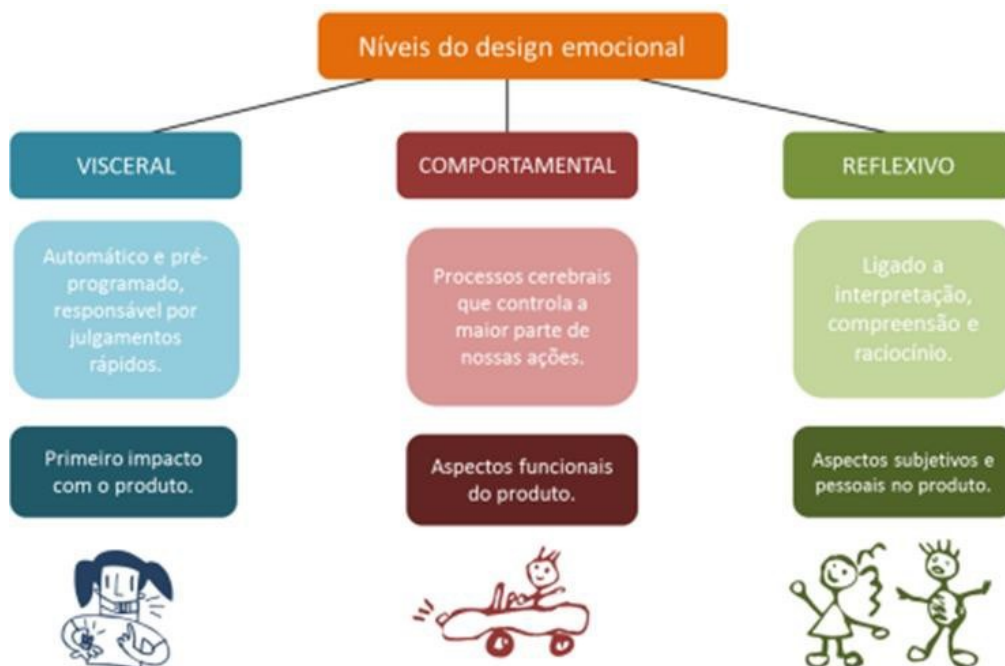 Níveis do design emocional
VISCERAL
Automático e pré-
programado,
responsável por
julgamentos
rápidos.
Primeiro impacto
com o produto.
COMPORTAMENTAL
Processos cerebrais
que controla a
maior parte de
nossas ações.
Aspectos funcionais
do produto.
REFLEXIVO
Ligado a
interpretação,
compreensão e
raciocínio.
Aspectos subjetivos e
pessoais no produto.